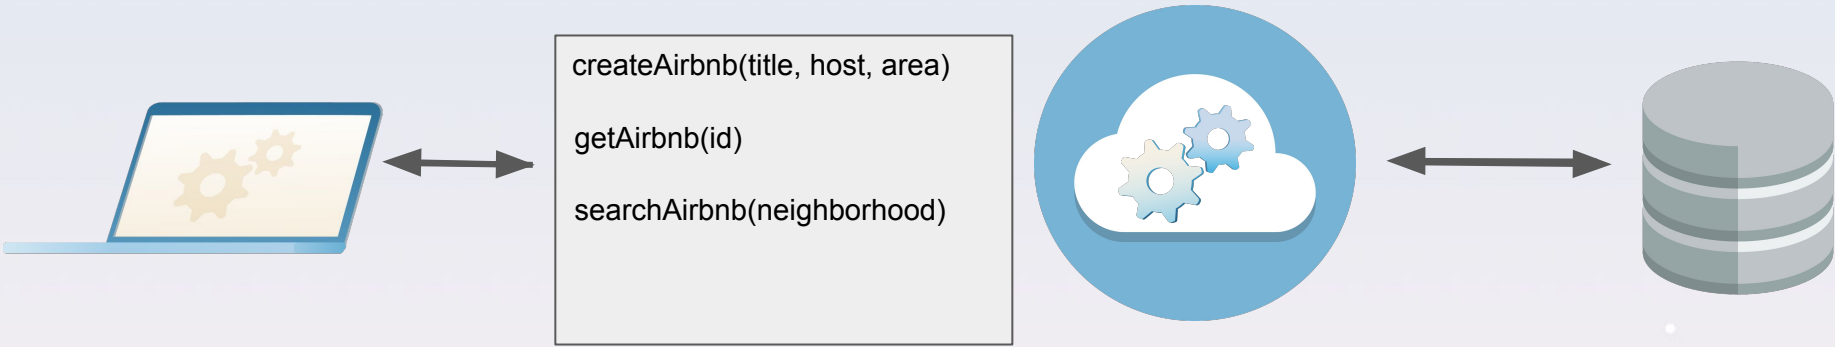 createAirbnb(title, host, area)
getAirbnb(id)
searchAirbnb(neighborhood)